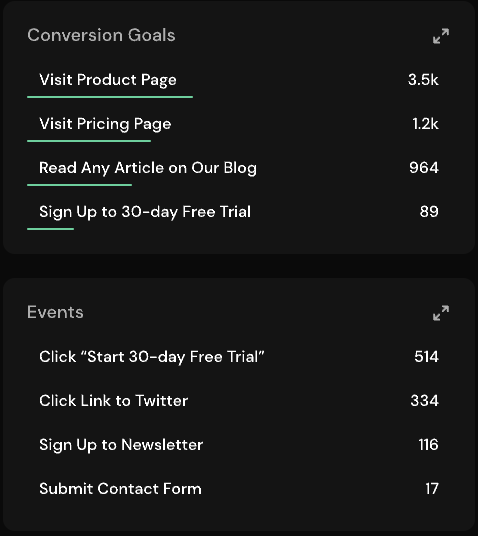 Conversion Goals
Visit Product Page 3.5k
Visit Pricing Page 1.2k
Read Any Article on Our Blog 964
Sign Up to 30-day Free Trial 89
Events
Click “Start 30-day Free Trial” 514
Click Link to Twitter 334
Sign Up to Newsletter 116
Submit Contact Form 17